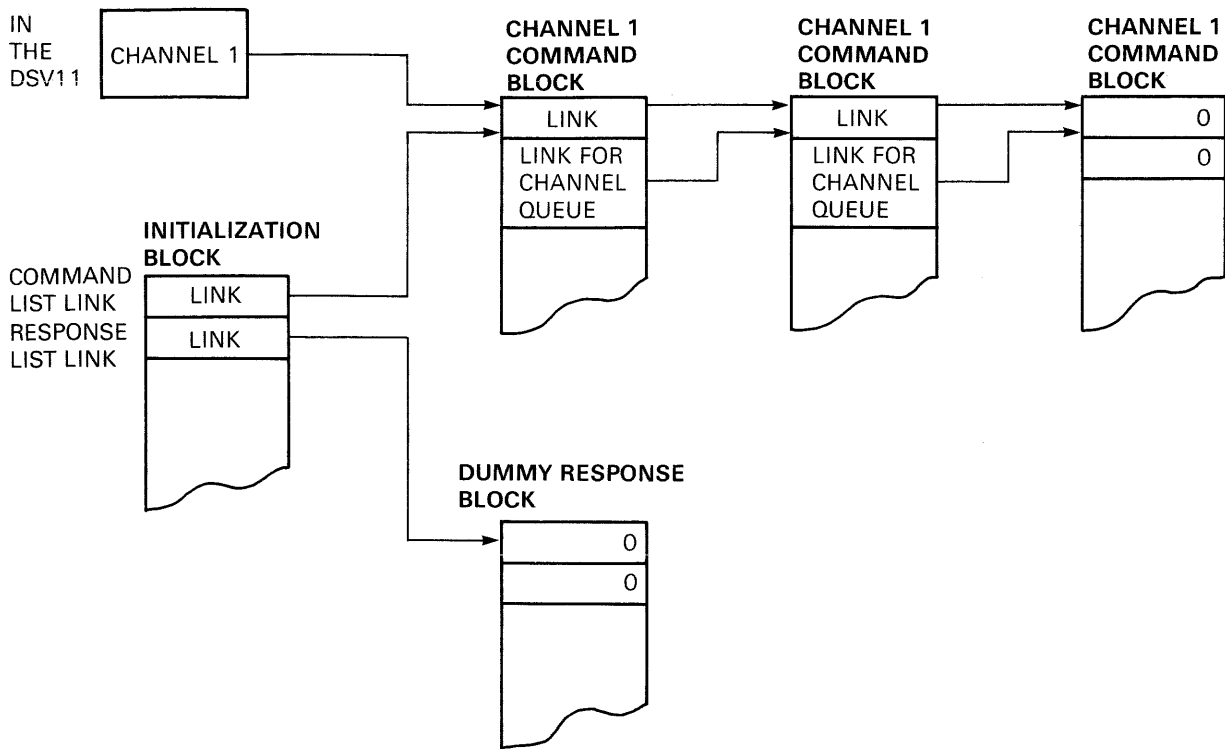 IN
THE
DSV11
CHANNEL 1
CHANNEL 1
COMMAND
BLOCK
LINK
LINK FOR
CHANNEL
QUEUE
CHANNEL 1
COMMAND
BLOCK
LINK
LINK FOR
CHANNEL
QUEUE
CHANNEL 1
COMMAND
BLOCK
0
0
INITIALIZATION
BLOCK
COMMAND
LIST LINK
LINK
RESPONSE
LIST LINK
LINK
DUMMY RESPONSE
BLOCK
0
0